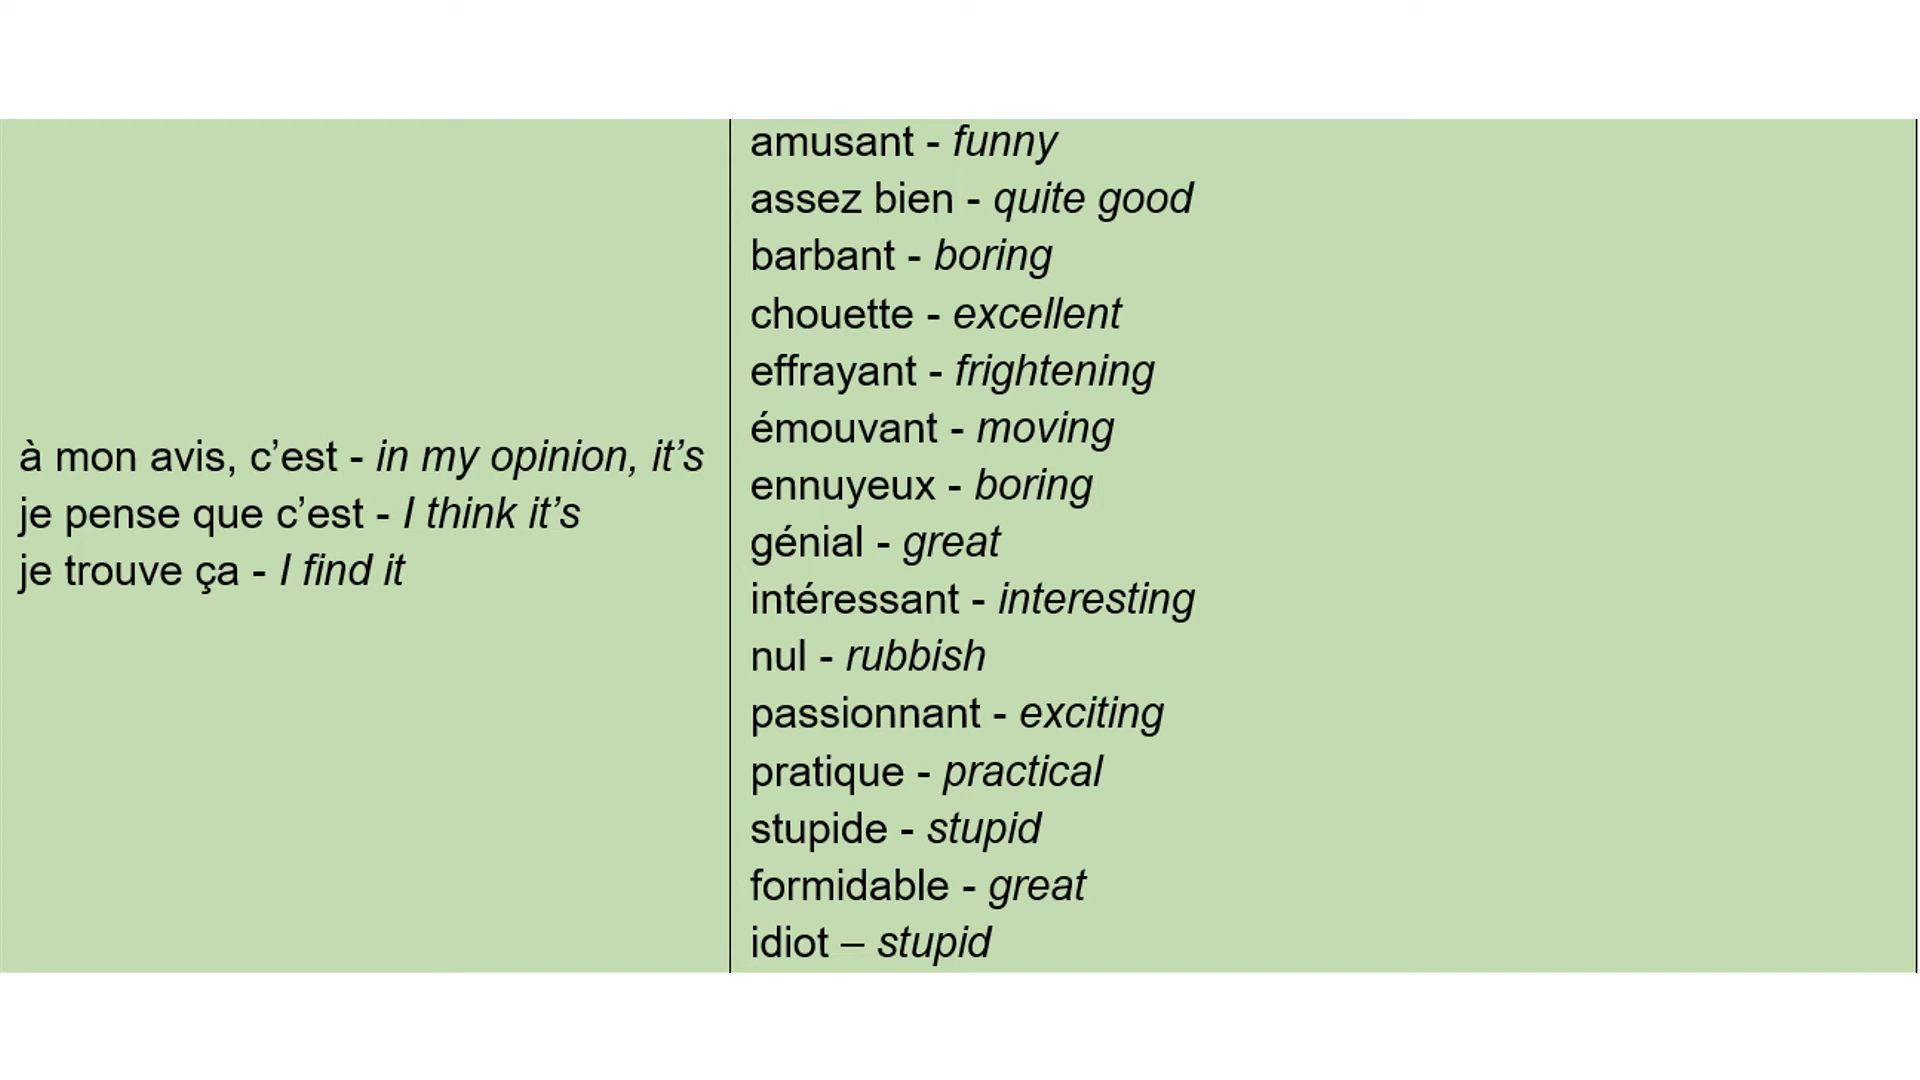 à mon avis, c’est - in my opinion, it’s
je pense que c’est - I think it’s
je trouve ça - I find it
amusant - funny
assez bien - quite good
barbant - boring
chouette - excellent
effrayant - frightening
émouvant - moving
ennuyeux - boring
génial - great
intéressant - interesting
nul - rubbish
passionnant - exciting
pratique - practical
stupide - stupid
formidable - great
idiot – stupid